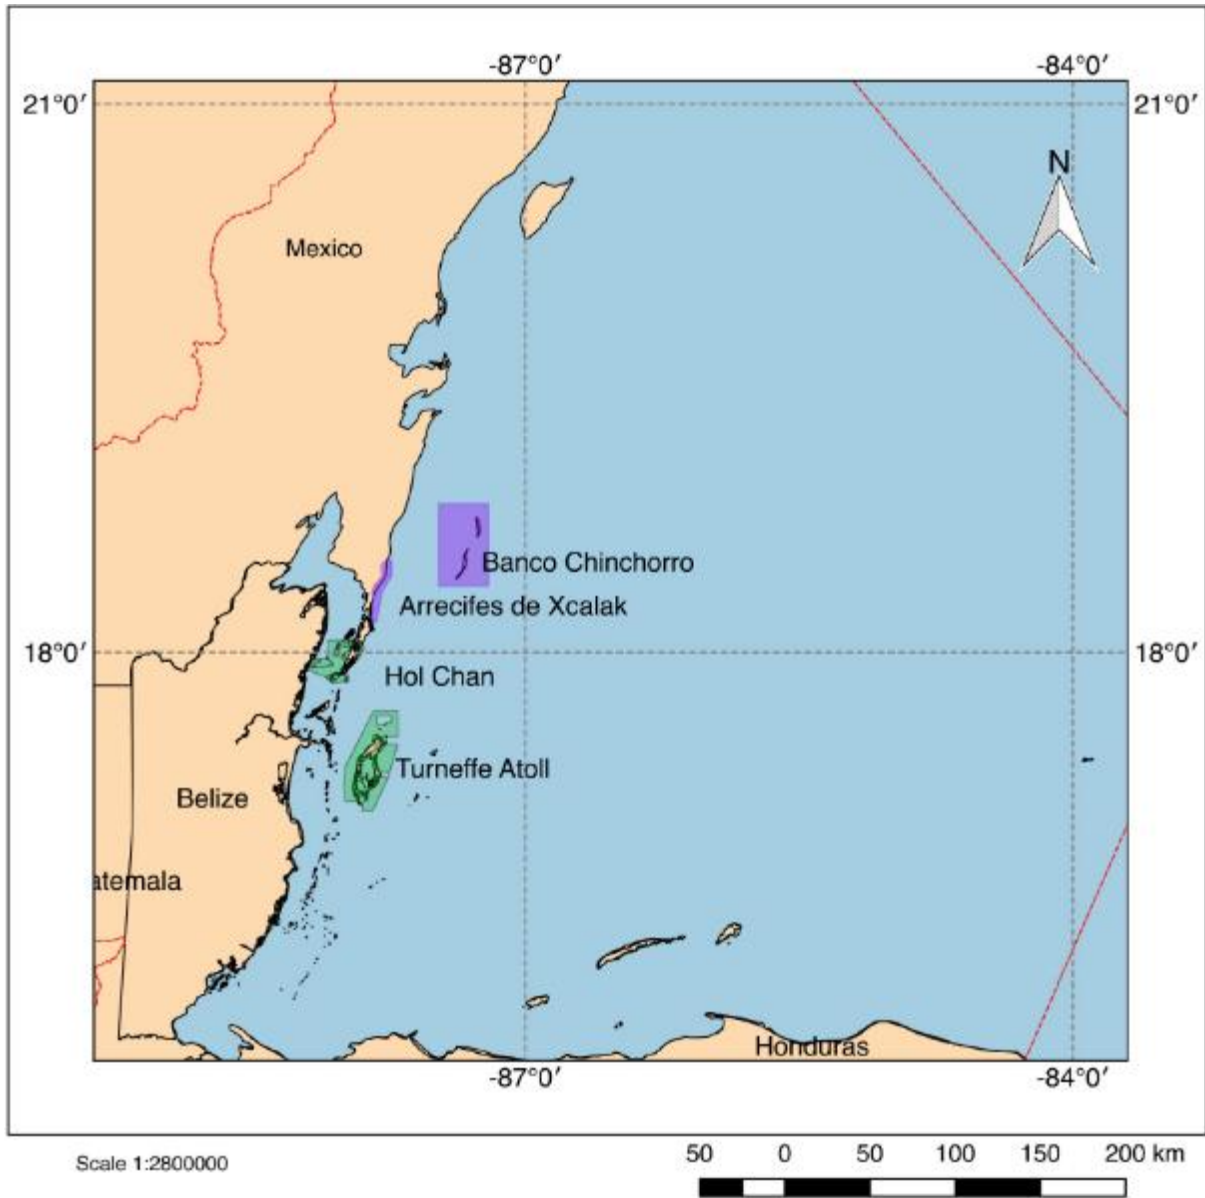 -87°0′ -84°0′
21°0′ 21°0′
N
Mexico
Banco Chinchorro
Arrecifes de Xcalak
18°0′ 18°0′
Hol Chan
Turneffe Atoll
Belize
atemala
Honduras
-87°0′ -84°0′
Scale 1:2800000
50 0 50 100 150 200 km